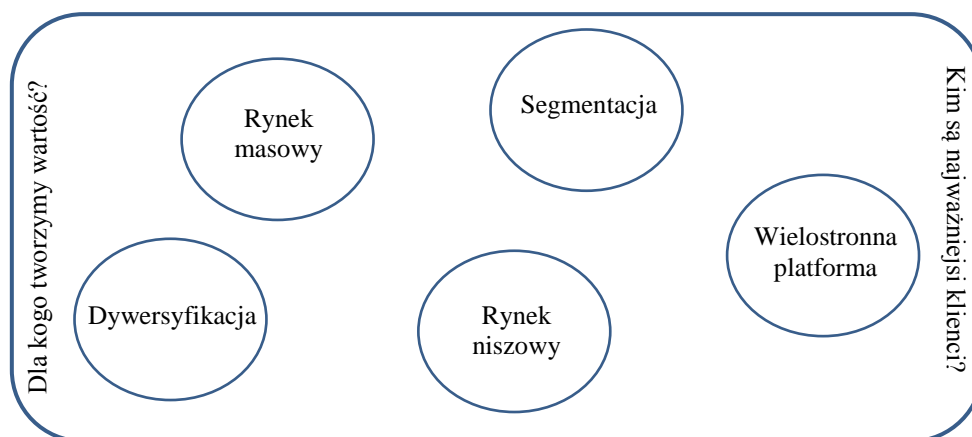 Dla kogo tworzymy wartość?
Rynek
masowy
Segmentacja
Wielostronna
platforma
Dywersyfikacja
Rynek
niszowy
Kim są najważniejsi klienci?